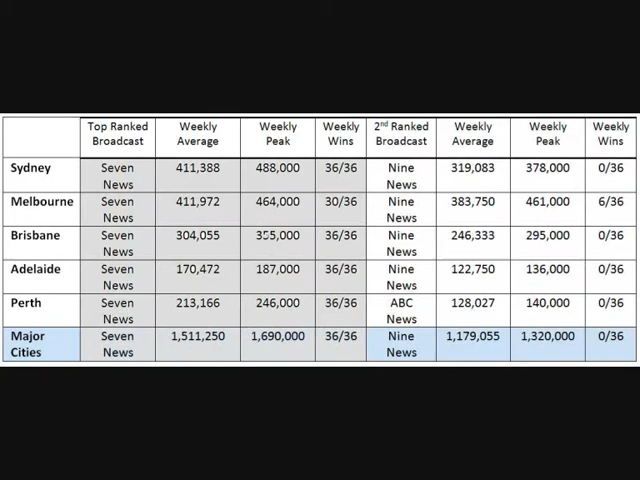 Top Ranked Broadcast Weekly Average Weekly Peak Weekly Wins 2nd Ranked Broadcast Weekly Average Weekly Peak Weekly Wins
Sydney Seven News 411,388 488,000 36/36 Nine News 319,083 378,000 0/36
Melbourne Seven News 411,972 464,000 30/36 Nine News 383,750 461,000 6/36
Brisbane Seven News 304,055 355,000 36/36 Nine News 246,333 295,000 0/36
Adelaide Seven News 170,472 187,000 36/36 Nine News 122,750 136,000 0/36
Perth Seven News 213,166 246,000 36/36 ABC News 128,027 140,000 0/36
Major Cities Seven News 1,511,250 1,690,000 36/36 Nine News 1,179,055 1,320,000 0/36